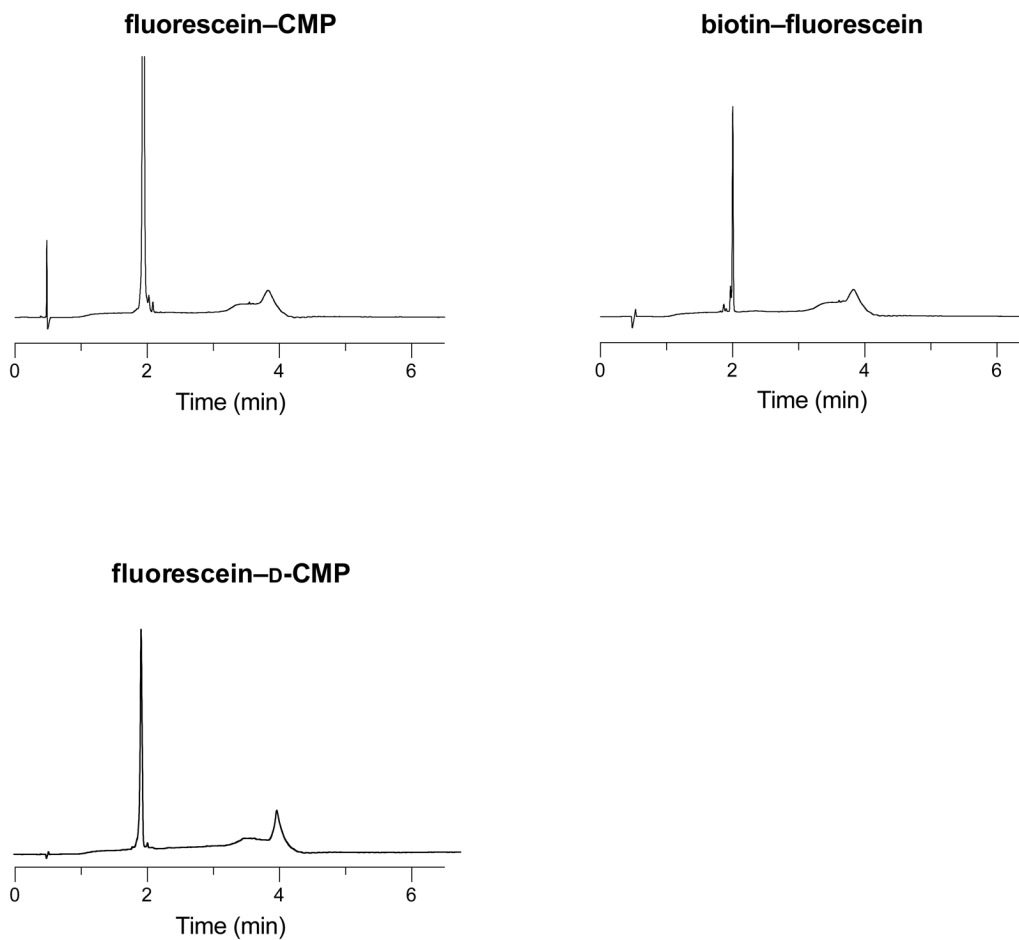 fluorescein–CMP
0 2 4 6
Time (min)
biotin–fluorescein
0 2 4 6
Time (min)
fluorescein–D-CMP
0 2 4 6
Time (min)